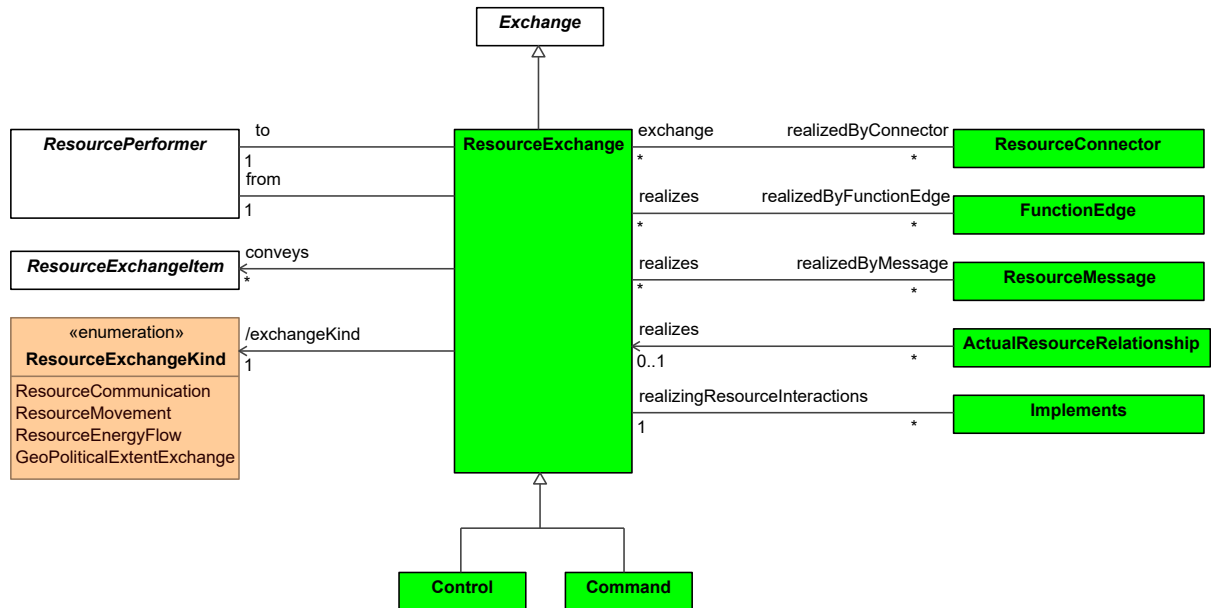 Exchange
ResourcePerformer
to
1
from
1
ResourceExchange
exchange
*
realizedByConnector
*
ResourceConnector
realizes
*
realizedByFunctionEdge
*
FunctionEdge
ResourceExchangeItem
conveys
*
realizes
*
realizedByMessage
*
ResourceMessage
«enumeration»
ResourceExchangeKind
ResourceCommunication
ResourceMovement
ResourceEnergyFlow
GeoPoliticalExtentExchange
/exchangeKind
1
realizes
0..1
*
ActualResourceRelationship
realizingResourceInteractions
1
*
Implements
Control
Command